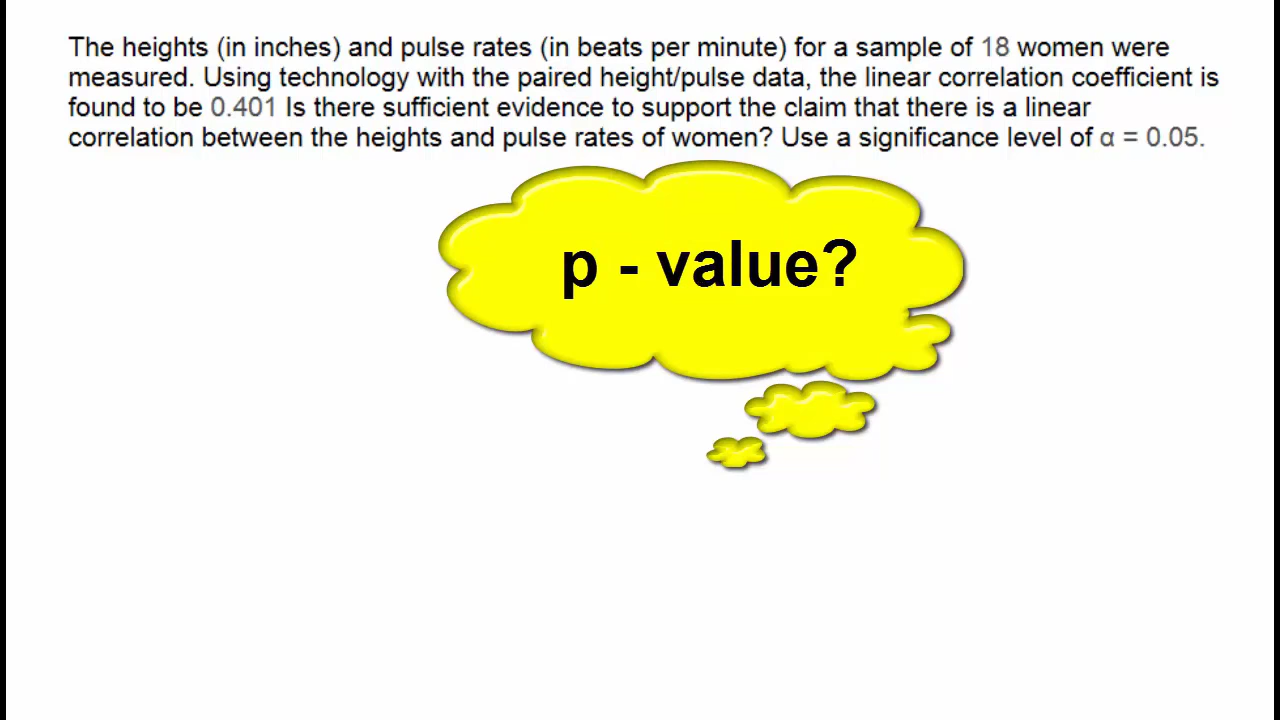 The heights (in inches) and pulse rates (in beats per minute) for a sample of 18 women were
measured. Using technology with the paired height/pulse data, the linear correlation coefficient is
found to be 0.401 Is there sufficient evidence to support the claim that there is a linear
correlation between the heights and pulse rates of women? Use a significance level of α = 0.05.
p - value?